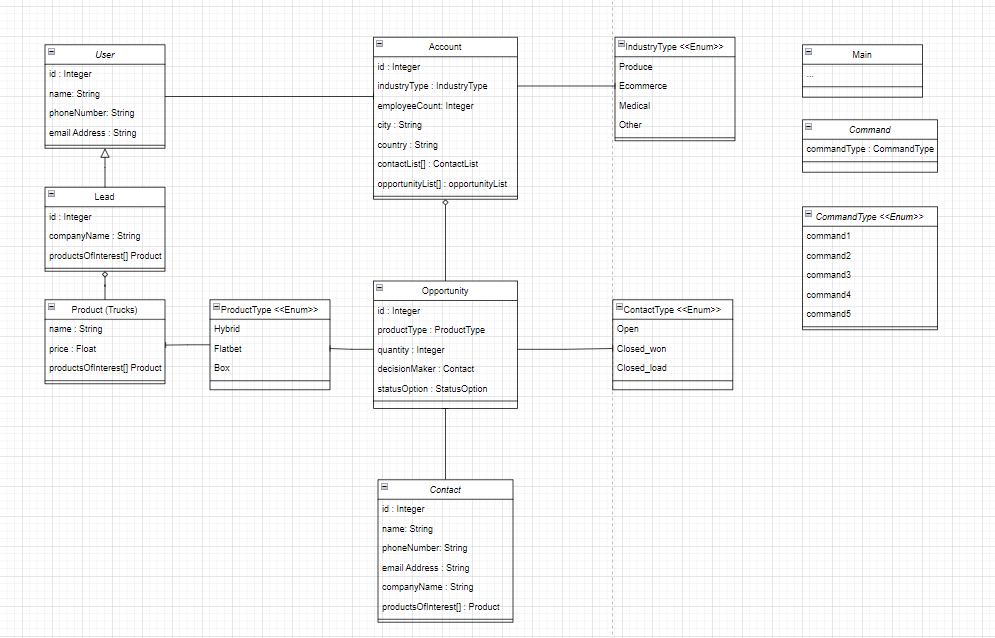 User
id : Integer
name: String
phoneNumber: String
email Address : String
Lead
id : Integer
companyName : String
productsOfInterest[] Product
Product (Trucks)
name : String
price : Float
productsOfInterest[] Product
ProductType <<Enum>>
Hybrid
Flatbet
Box
Account
id : Integer
industryType : IndustryType
employeeCount: Integer
city : String
country : String
contactList[] : ContactList
opportunityList[] : opportunityList
Opportunity
id : Integer
productType : ProductType
quantity : Integer
decisionMaker : Contact
statusOption : StatusOption
Contact
id : Integer
name: String
phoneNumber: String
email Address : String
companyName : String
productsOfInterest[] : Product
IndustryType <<Enum>>
Produce
Ecommerce
Medical
Other
ContactType <<Enum>>
Open
Closed_won
Closed_load
Main
...
Command
commandType : CommandType
CommandType <<Enum>>
command1
command2
command3
command4
command5